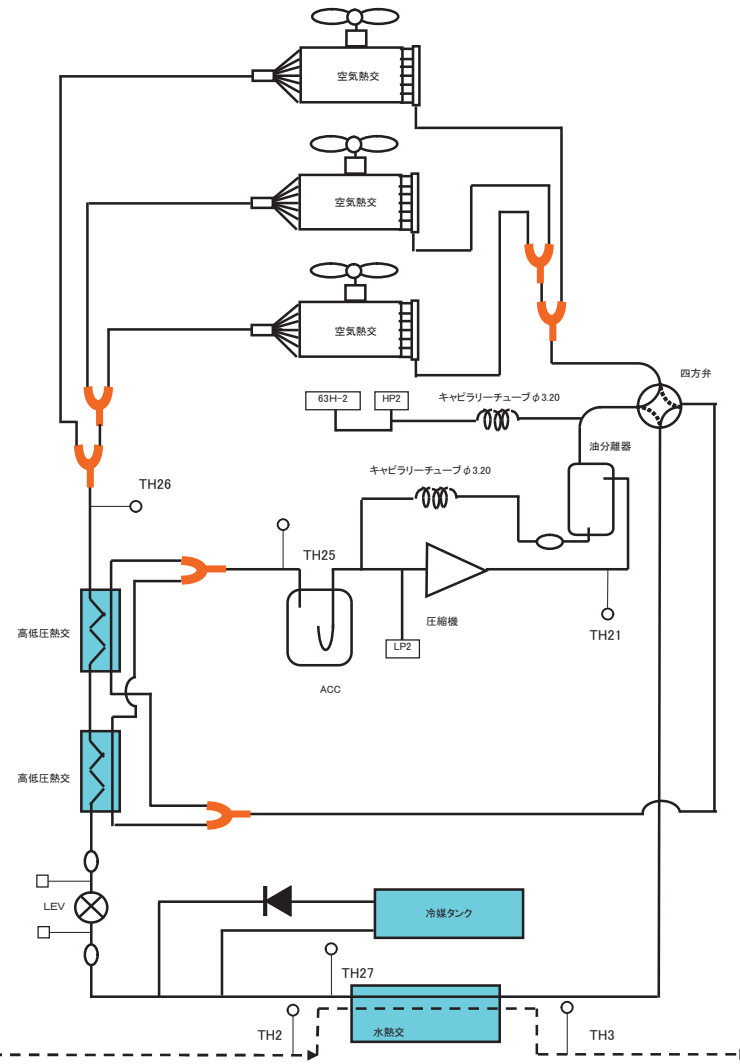 空気熱交
空気熱交
空気熱交
四方弁
63H-2
HP2
キャピラリーチューブφ3.20
油分離器
キャピラリーチューブφ3.20
TH26
TH25
圧縮機
TH21
高低圧熱交
LP2
ACC
高低圧熱交
LEV
冷媒タンク
TH27
TH2
水熱交
TH3